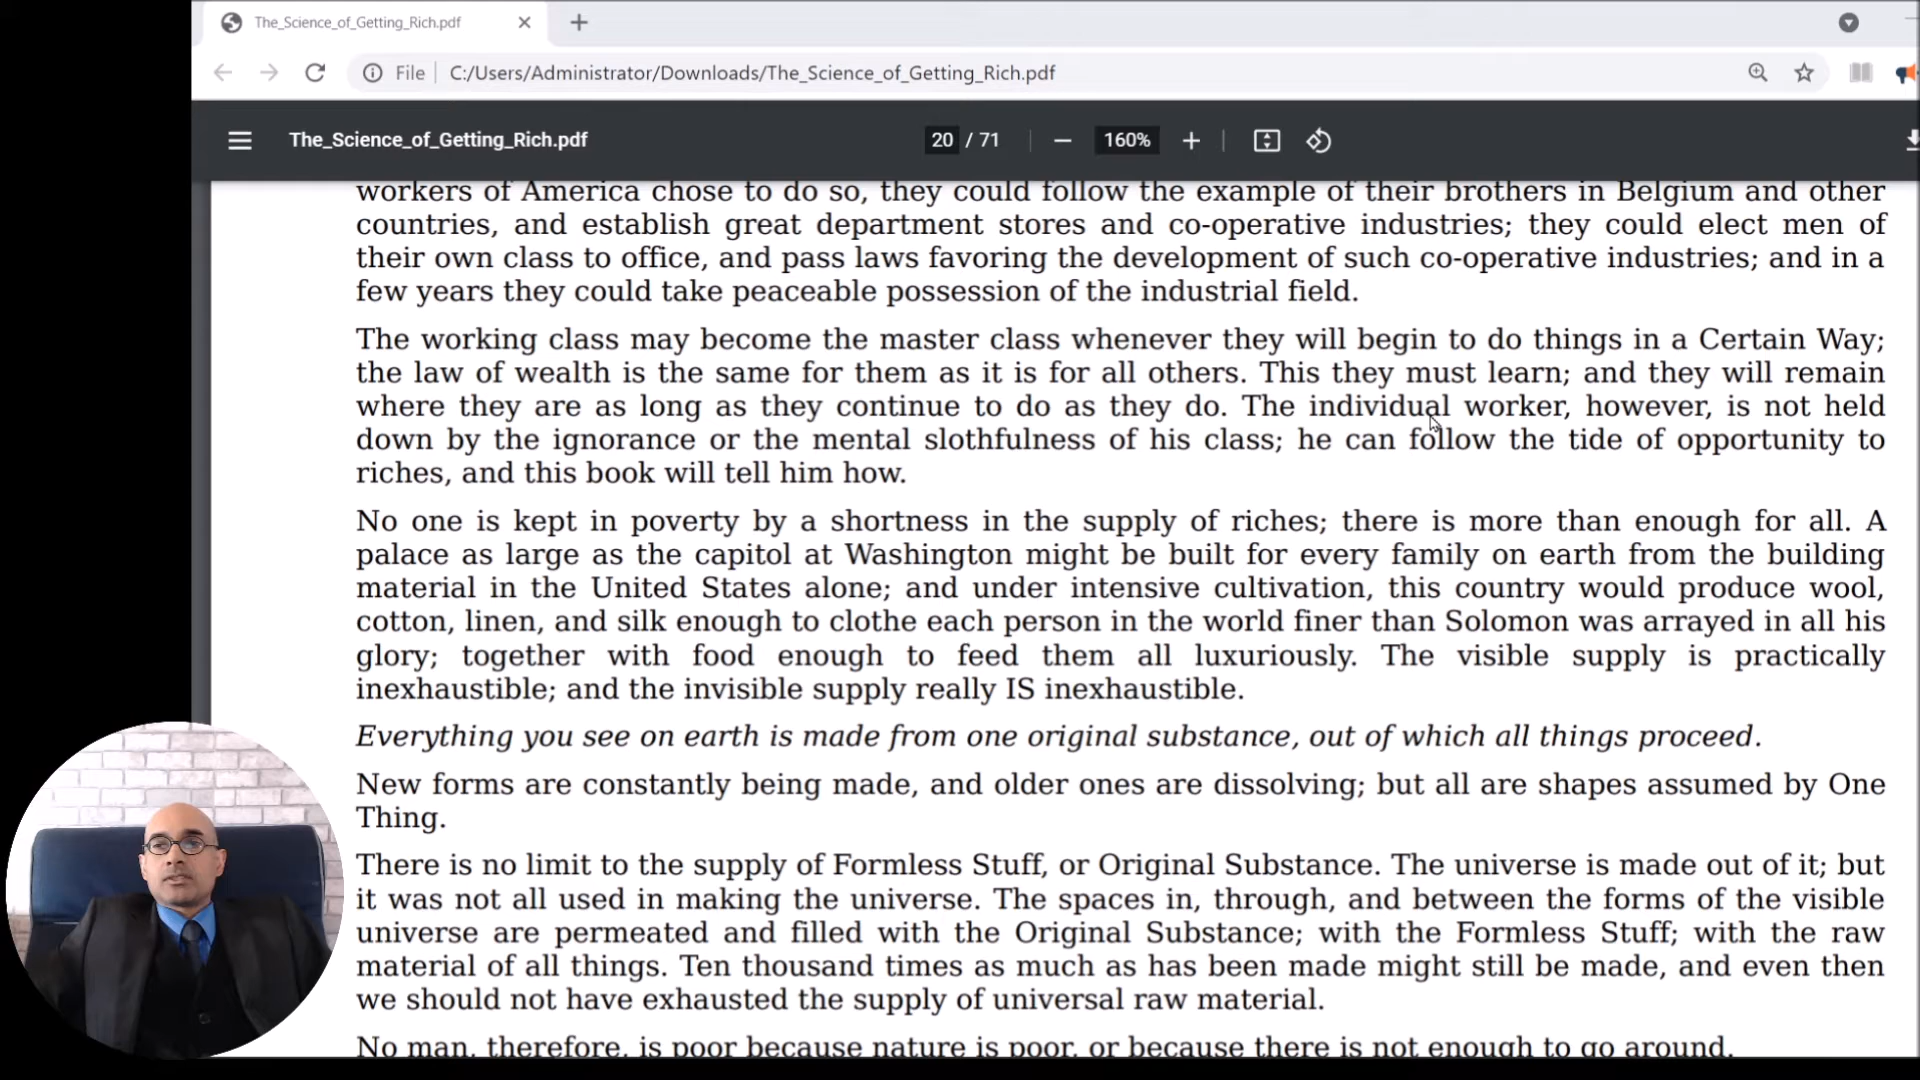 The_Science_of_Getting_Rich.pdf
File
C:/Users/Administrator/Downloads/The_Science_of_Getting_Rich.pdf
The_Science_of_Getting_Rich.pdf
20 / 71
160%
workers of America chose to do so, they could follow the example of their brothers in Belgium and other
countries, and establish great department stores and co-operative industries; they could elect men of
their own class to office, and pass laws favoring the development of such co-operative industries; and in a
few years they could take peaceable possession of the industrial field.
The working class may become the master class whenever they will begin to do things in a Certain Way;
the law of wealth is the same for them as it is for all others. This they must learn; and they will remain
where they are as long as they continue to do as they do. The individual worker, however, is not held
down by the ignorance or the mental slothfulness of his class; he can follow the tide of opportunity to
riches, and this book will tell him how.
No one is kept in poverty by a shortness in the supply of riches; there is more than enough for all. A
palace as large as the capitol at Washington might be built for every family on earth from the building
material in the United States alone; and under intensive cultivation, this country would produce wool,
cotton, linen, and silk enough to clothe each person in the world finer than Solomon was arrayed in all his
glory; together with food enough to feed them all luxuriously. The visible supply is practically
inexhaustible; and the invisible supply really IS inexhaustible.
Everything you see on earth is made from one original substance, out of which all things proceed.
New forms are constantly being made, and older ones are dissolving; but all are shapes assumed by One
Thing.
There is no limit to the supply of Formless Stuff, or Original Substance. The universe is made out of it; but
it was not all used in making the universe. The spaces in, through, and between the forms of the visible
universe are permeated and filled with the Original Substance; with the Formless Stuff; with the raw
material of all things. Ten thousand times as much as has been made might still be made, and even then
we should not have exhausted the supply of universal raw material.
No man, therefore, is poor because nature is poor, or because there is not enough to go around.